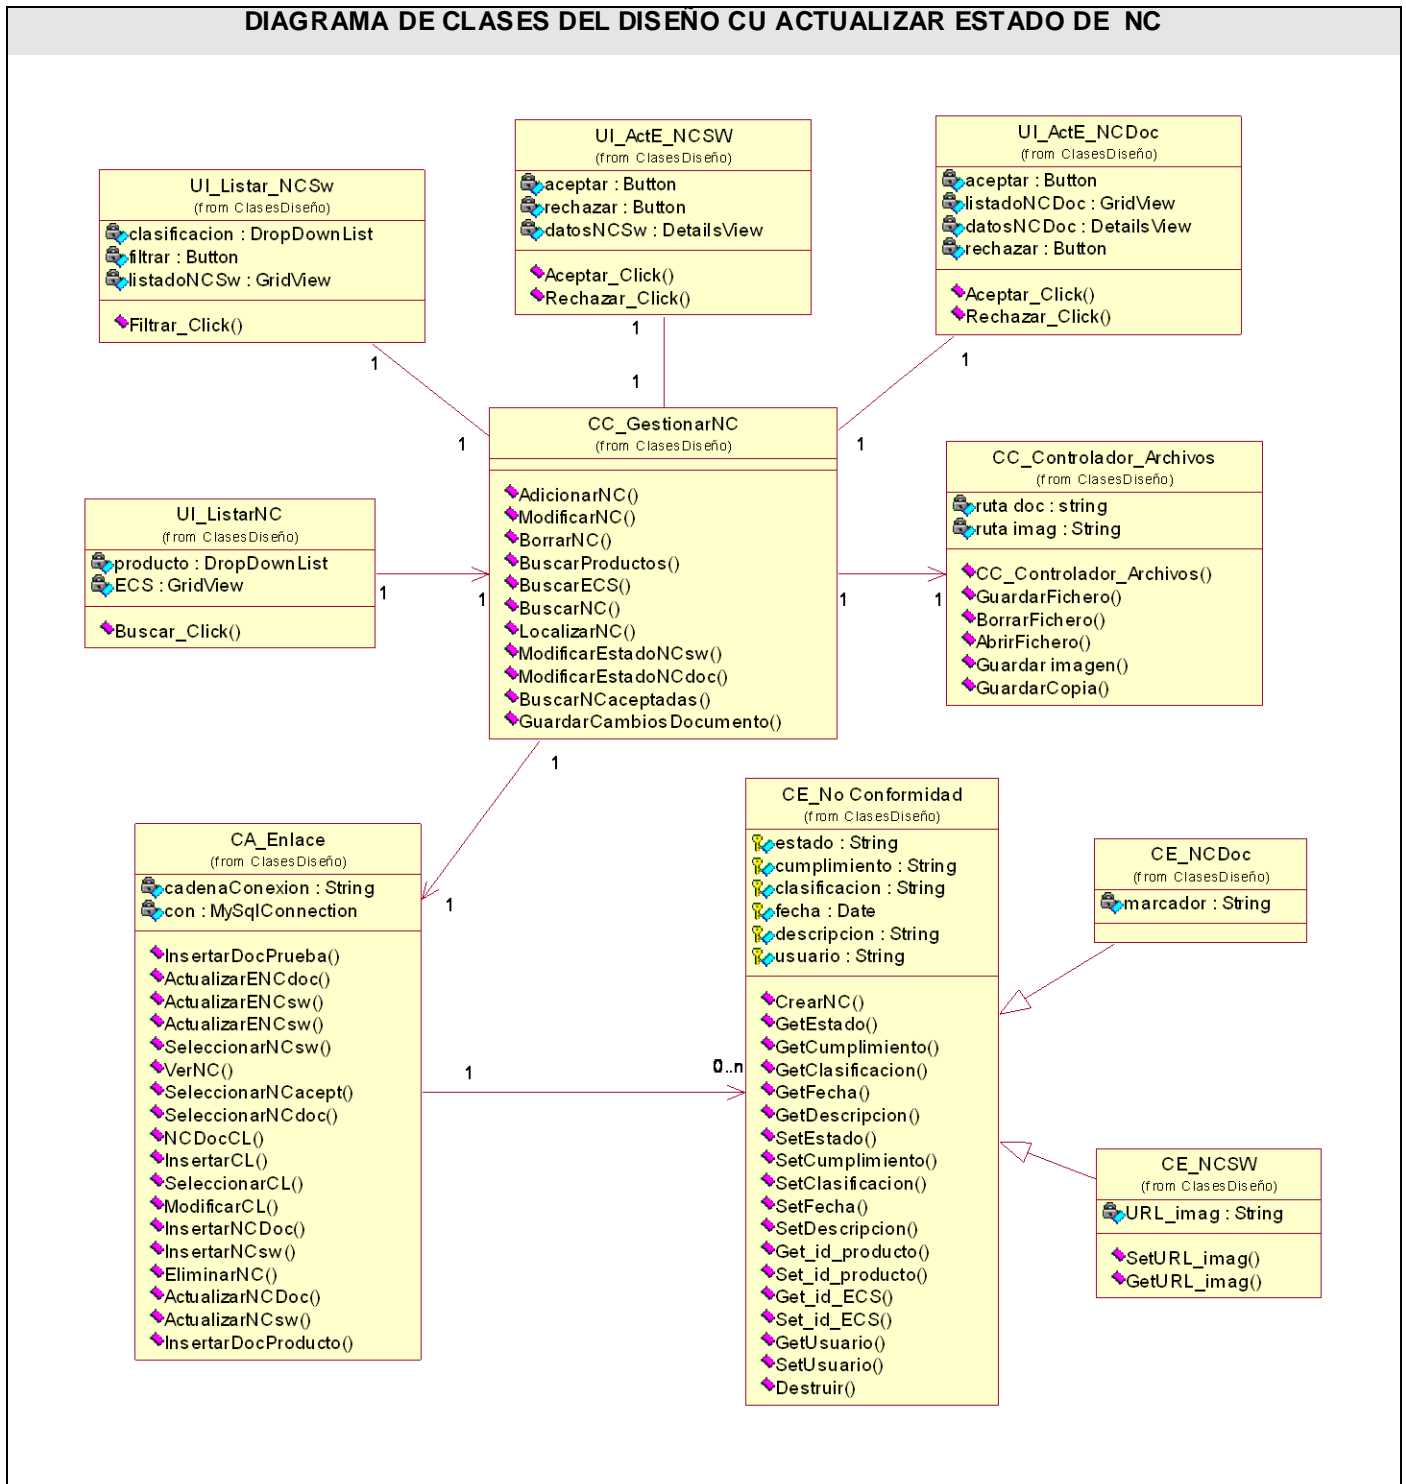 DIAGRAMA DE CLASES DEL DISEÑO CU ACTUALIZAR ESTADO DE NC
UI_Listar_NCSw
(from ClasesDiseño)
clasificacion : DropDownList
filtrar : Button
listadoNCSw : GridView
Filtrar_Click()
UI_ActE_NCSW
(from ClasesDiseño)
aceptar : Button
rechazar : Button
datosNCSw : DetailsView
Aceptar_Click()
Rechazar_Click()
UI_ActE_NCDoc
(from ClasesDiseño)
aceptar : Button
listadoNCDoc : GridView
datosNCDoc : DetailsView
rechazar : Button
Aceptar_Click()
Rechazar_Click()
1
1
1
1
1
1
UI_ListarNC
(from ClasesDiseño)
producto : DropDownList
ECS : GridView
Buscar_Click()
1
1
CC_GestionarNC
(from ClasesDiseño)
AdicionarNC()
ModificarNC()
BorrarNC()
BuscarProductos()
BuscarECS()
BuscarNC()
LocalizarNC()
ModificarEstadoNCsw()
ModificarEstadoNCdoc()
BuscarNCaceptadas()
GuardarCambiosDocumento()
1
1
CC_Controlador_Archivos
(from ClasesDiseño)
ruta doc : string
ruta imag : String
CC_Controlador_Archivos()
GuardarFichero()
BorrarFichero()
AbrirFichero()
Guardar imagen()
GuardarCopia()
1
1
CA_Enlace
(from ClasesDiseño)
cadenaConexion : String
con : MySqlConnection
InsertarDocPrueba()
ActualizarENCdoc()
ActualizarENCsw()
ActualizarENCsw()
SeleccionarNCsw()
VerNC()
SeleccionarNCacept()
SeleccionarNCdoc()
NCDocCL()
InsertarCL()
SeleccionarCL()
ModificarCL()
InsertarNCDoc()
InsertarNCsw()
EliminarNC()
ActualizarNCDoc()
ActualizarNCsw()
InsertarDocProducto()
1
0..n
CE_No Conformidad
(from ClasesDiseño)
estado : String
cumplimiento : String
clasificacion : String
fecha : Date
descripcion : String
usuario : String
CrearNC()
GetEstado()
GetCumplimiento()
GetClasificacion()
GetFecha()
GetDescripcion()
SetEstado()
SetCumplimiento()
SetClasificacion()
SetFecha()
SetDescripcion()
Get_id_producto()
Set_id_producto()
Get_id_ECS()
Set_id_ECS()
GetUsuario()
SetUsuario()
Destruir()
CE_NCDoc
(from ClasesDiseño)
marcador : String
CE_NCSW
(from ClasesDiseño)
URL_imag : String
SetURL_imag()
GetURL_imag()